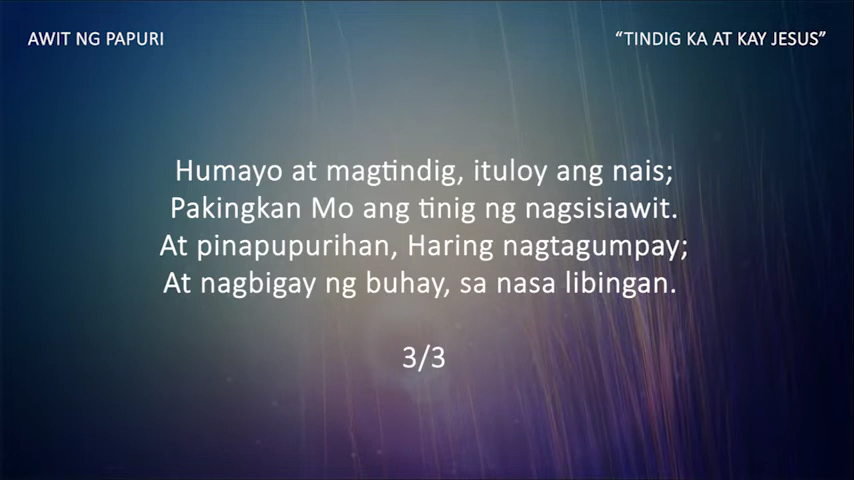 AWIT NG PAPURI
“TINDIG KA AT KAY JESUS”
Humayo at magtindig, ituloy ang nais;
Pakingkan Mo ang tinig ng nagsisiawit.
At pinapupurihan, Haring nagtagumpay;
At nagbigay ng buhay, sa nasa libingan.
3/3